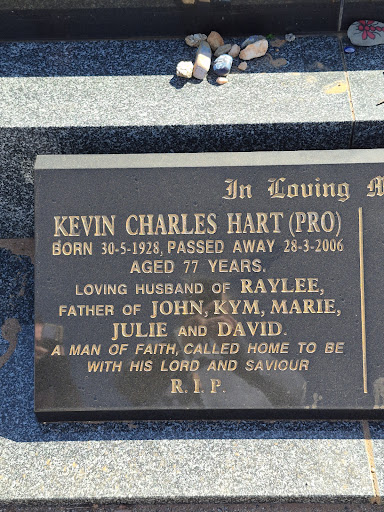 In Loving
KEVIN CHARLES HART (PRO)
BORN 30-5-1928, PASSED AWAY 28-3-2006
AGED 77 YEARS.
LOVING HUSBAND OF RAYLEE,
FATHER OF JOHN, KYM, MARIE,
JULIE AND DAVID.
A MAN OF FAITH, CALLED HOME TO BE
WITH HIS LORD AND SAVIOUR
R.I.P.